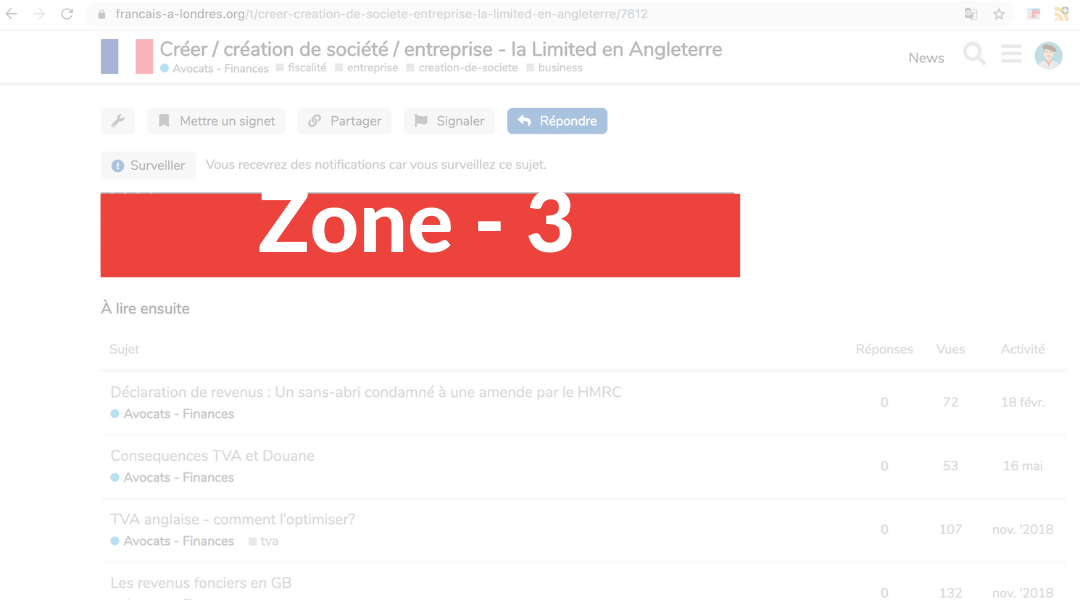 francais-a-londres.org/t/creer-creation-de-societe-entreprise-la-limited-en-angleterre/7612
Créer / création de société / entreprise - la Limited en Angleterre
Avocats - Finances fiscalité entreprise creation-de-societe business
News
Mettre un signet Partager Signaler Répondre
Surveiller Vous recevrez des notifications car vous surveillez ce sujet.
Zone - 3
À lire ensuite
Sujet Réponses Vues Activité
Déclaration de revenus : Un sans-abri condamné à une amende par le HMRC
Avocats - Finances
0 72 18 févr.
Consequences TVA et Douane
Avocats - Finances
0 53 16 mai
TVA anglaise - comment l'optimiser?
Avocats - Finances tva
0 107 nov. '2018
Les revenus fonciers en GB
0 132 nov. '2018